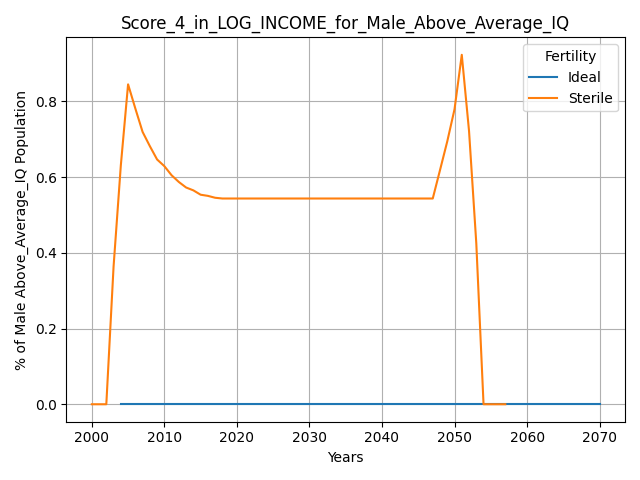 Score_4_in_LOG_INCOME_for_Male_Above_Average_IQ
% of Male Above_Average_IQ Population
Fertility
Ideal
Sterile
0.8
0.6
0.4
0.2
0.0
2000 2010 2020 2030 2040 2050 2060 2070
Years